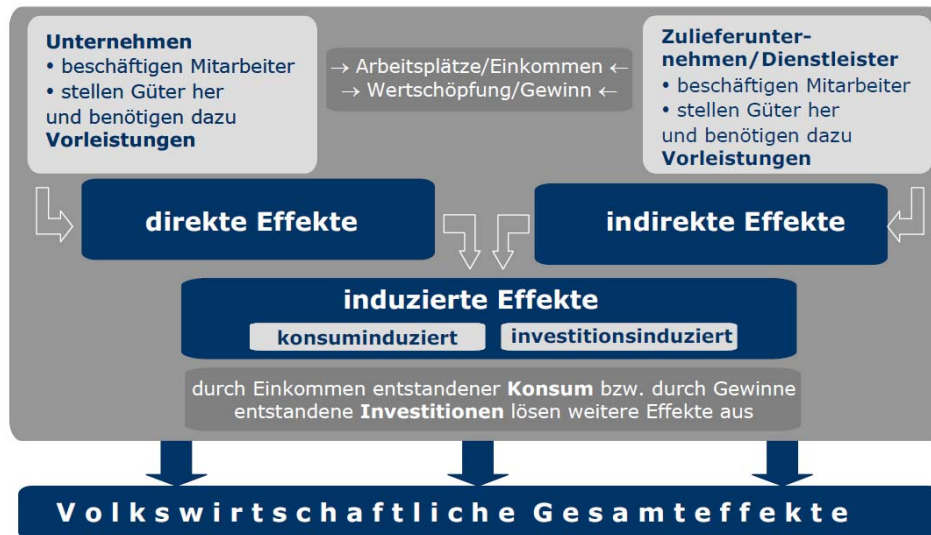 Unternehmen
• beschäftigen Mitarbeiter
• stellen Güter her
und benötigen dazu
Vorleistungen
→ Arbeitsplätze/Einkommen ←
→ Wertschöpfung/Gewinn ←
Zulieferunter-
nehmen/Dienstleister
• beschäftigen Mitarbeiter
• stellen Güter her
und benötigen dazu
Vorleistungen
direkte Effekte
indirekte Effekte
induzierte Effekte
konsuminduziert
investitionsinduziert
durch Einkommen entstandener Konsum bzw. durch Gewinne
entstandene Investitionen lösen weitere Effekte aus
Volkswirtschaftliche Gesamteffekte